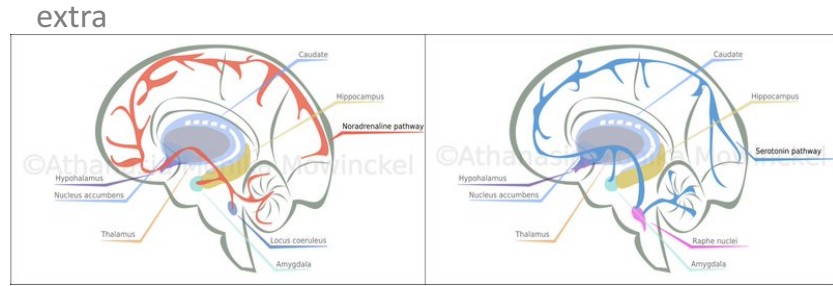 extra
Caudate
Hippocampus
Noradrenaline pathway
Hypohalamus
Nucleus accumbens
Thalamus
Locus coeruleus
Amygdala
Caudate
Hippocampus
Serotonin pathway
Hypohalamus
Nucleus accumbens
Thalamus
Raphe nuclei
Amygdala